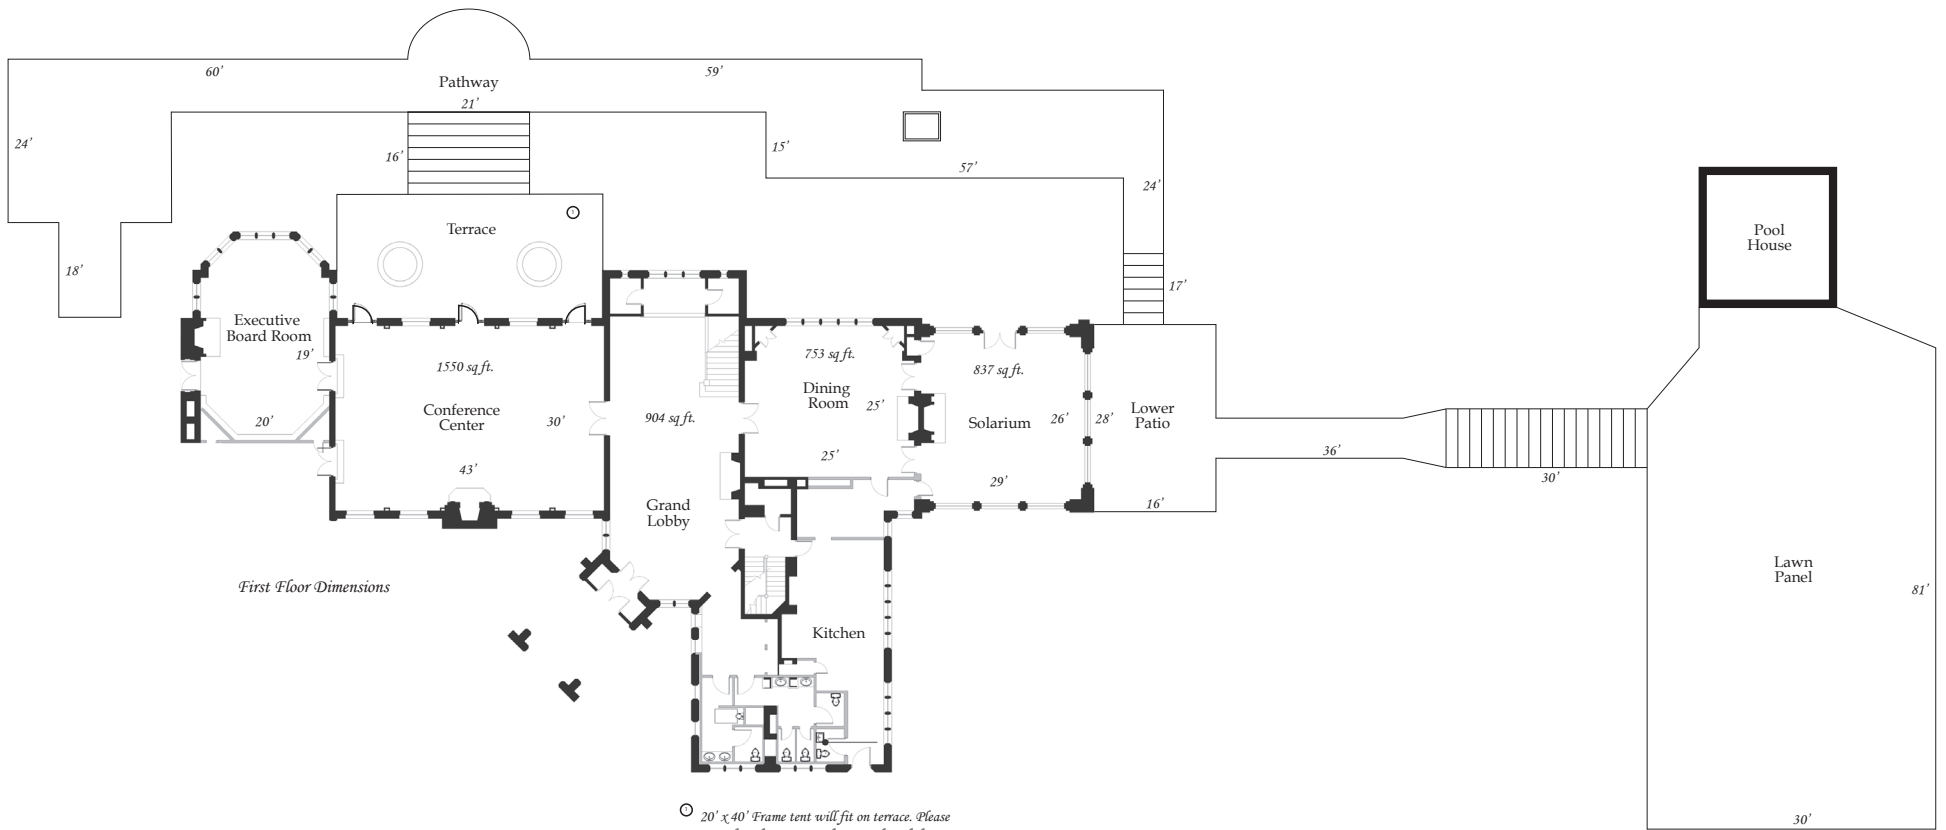 60'
59'
Pathway
21'
24'
16'
15'
57'
24'
18'
17'
Terrace
Pool
House
Executive
Board Room
19'
20'
1550 sq ft.
Conference
Center
30'
43'
904 sq ft.
Grand
Lobby
753 sq ft.
Dining
Room
25'
25'
837 sq ft.
Solarium
26'
29'
28'
Lower
Patio
16'
36'
30'
Lawn
Panel
81'
30'
First Floor Dimensions
Kitchen
20' x 40' Frame tent will fit on terrace. Please